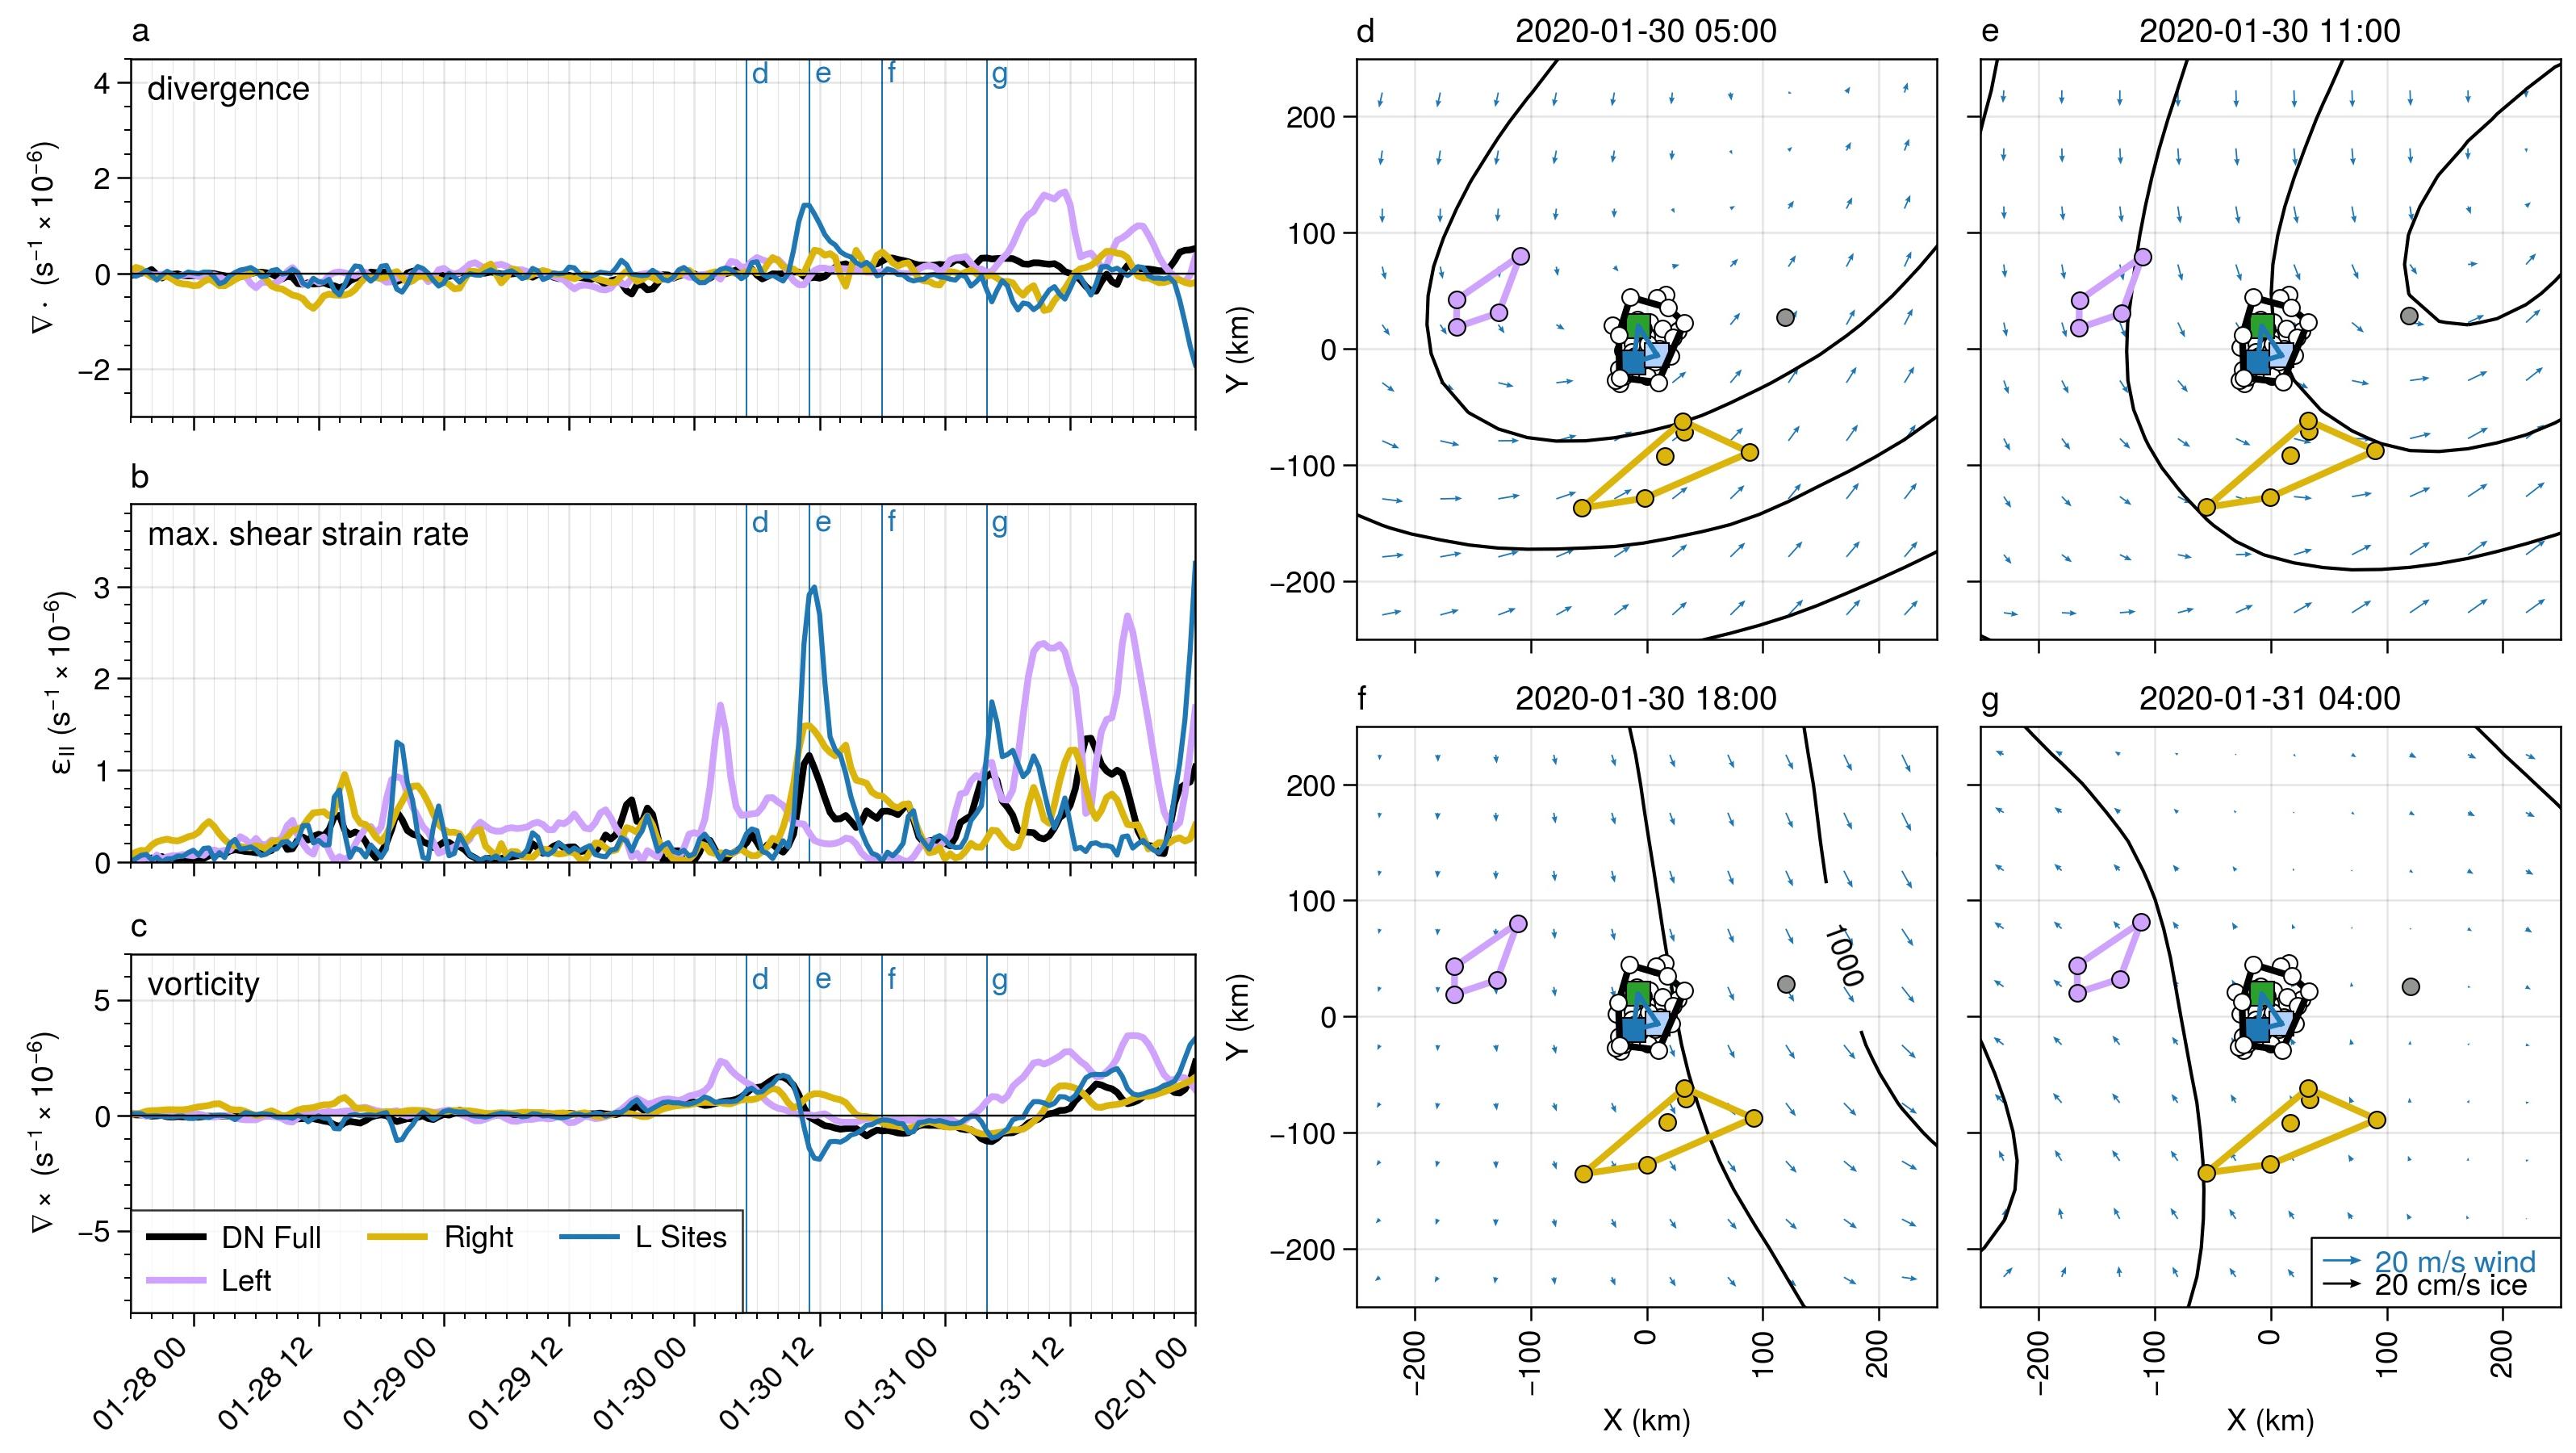 a
divergence
d
e
f
g
4
2
0
−2
∇ · (s⁻¹ × 10⁻⁶)
b
max. shear strain rate
d
e
f
g
3
2
1
0
ε_II (s⁻¹ × 10⁻⁶)
c
vorticity
d
e
f
g
5
0
−5
∇ × (s⁻¹ × 10⁻⁶)
DN Full
Right
L Sites
Left
01-28 00
01-28 12
01-29 00
01-29 12
01-30 00
01-30 12
01-31 00
01-31 12
02-01 00
d
2020-01-30 05:00
200
100
0
−100
−200
Y (km)
e
2020-01-30 11:00
f
2020-01-30 18:00
1000
200
100
0
−100
−200
Y (km)
−200
−100
0
100
200
X (km)
g
2020-01-31 04:00
20 m/s wind
20 cm/s ice
−200
−100
0
100
200
X (km)